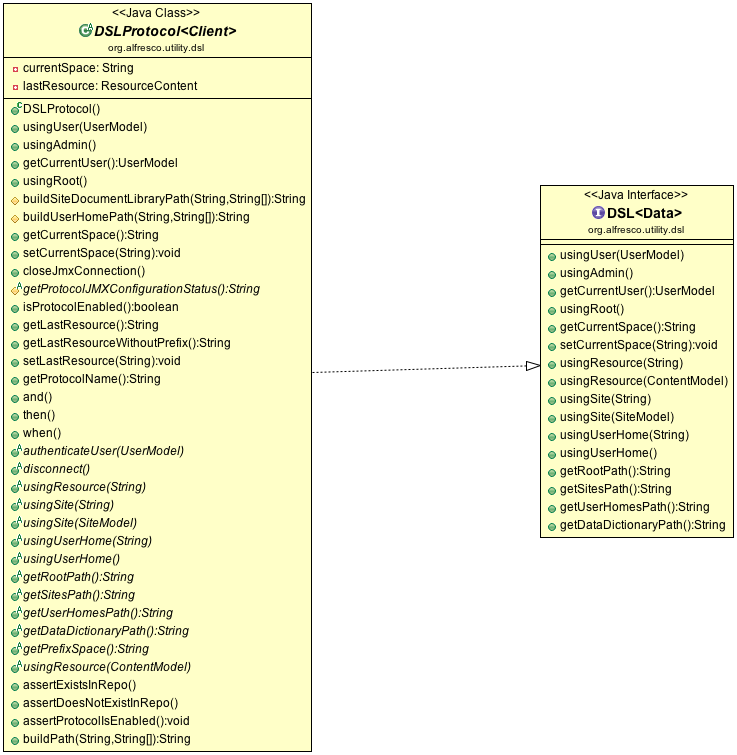 <<Java Class>>
DSLProtocol<Client>
org.alfresco.utility.dsl
currentSpace: String
lastResource: ResourceContent
DSLProtocol()
usingUser(UserModel)
usingAdmin()
getCurrentUser():UserModel
usingRoot()
buildSiteDocumentLibraryPath(String,String[]):String
buildUserHomePath(String,String[]):String
getCurrentSpace():String
setCurrentSpace(String):void
closeJmxConnection()
getProtocolJMXConfigurationStatus():String
isProtocolEnabled():boolean
getLastResource():String
getLastResourceWithoutPrefix():String
setLastResource(String):void
getProtocolName():String
and()
then()
when()
authenticateUser(UserModel)
disconnect()
usingResource(String)
usingSite(String)
usingSite(SiteModel)
usingUserHome(String)
usingUserHome()
getRootPath():String
getSitesPath():String
getUserHomesPath():String
getDataDictionaryPath():String
getPrefixSpace():String
usingResource(ContentModel)
assertExistsInRepo()
assertDoesNotExistInRepo()
assertProtocolIsEnabled():void
buildPath(String,String[]):String
<<Java Interface>>
DSL<Data>
org.alfresco.utility.dsl
usingUser(UserModel)
usingAdmin()
getCurrentUser():UserModel
usingRoot()
getCurrentSpace():String
setCurrentSpace(String):void
usingResource(String)
usingResource(ContentModel)
usingSite(String)
usingSite(SiteModel)
usingUserHome(String)
usingUserHome()
getRootPath():String
getSitesPath():String
getUserHomesPath():String
getDataDictionaryPath():String